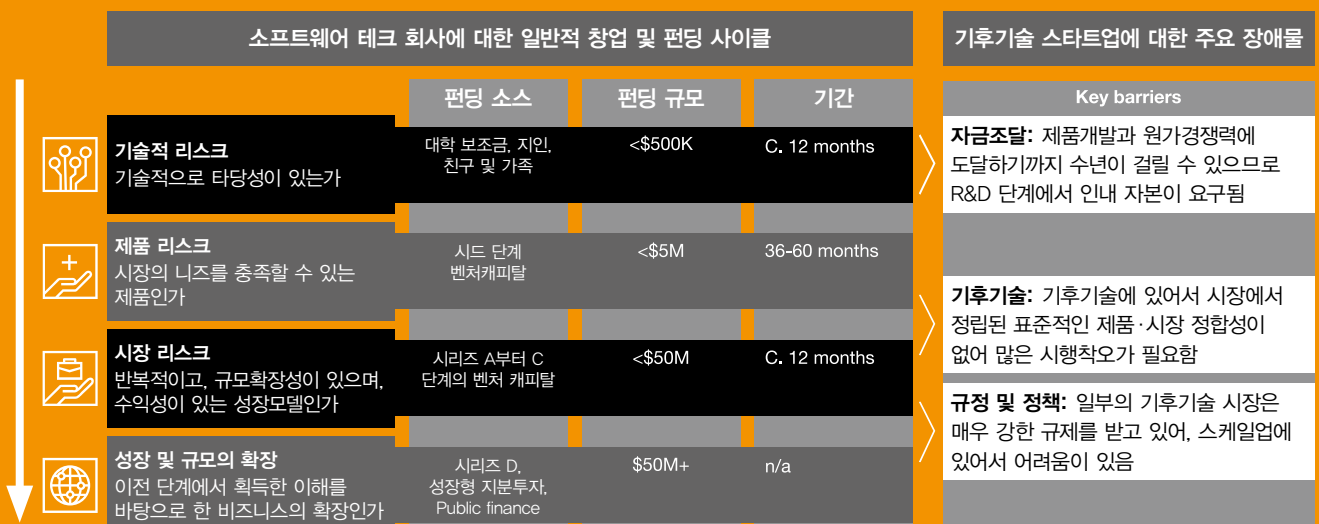 소프트웨어 테크 회사에 대한 일반적 창업 및 펀딩 사이클
기후기술 스타트업에 대한 주요 장애물
펀딩 소스
펀딩 규모
기간
Key barriers
기술적 리스크
기술적으로 타당성이 있는가
대학 보조금, 지인,
친구 및 가족
<$500K
C. 12 months
자금조달: 제품개발과 원가경쟁력에
도달하기까지 수년이 걸릴 수 있으므로
R&D 단계에서 인내 자본이 요구됨
제품 리스크
시장의 니즈를 충족할 수 있는
제품인가
시드 단계
벤처캐피탈
<$5M
36-60 months
기후기술: 기후기술에 있어서 시장에서
정립된 표준적인 제품·시장 정합성이
없어 많은 시행착오가 필요함
시장 리스크
반복적이고, 규모확장성이 있으며,
수익성이 있는 성장모델인가
시리즈 A부터 C
단계의 벤처 캐피탈
<$50M
C. 12 months
규정 및 정책: 일부의 기후기술 시장은
매우 강한 규제를 받고 있어, 스케일업에
있어서 어려움이 있음
성장 및 규모의 확장
이전 단계에서 획득한 이해를
바탕으로 한 비즈니스의 확장인가
시리즈 D,
성장형 지분투자,
Public finance
$50M+
n/a